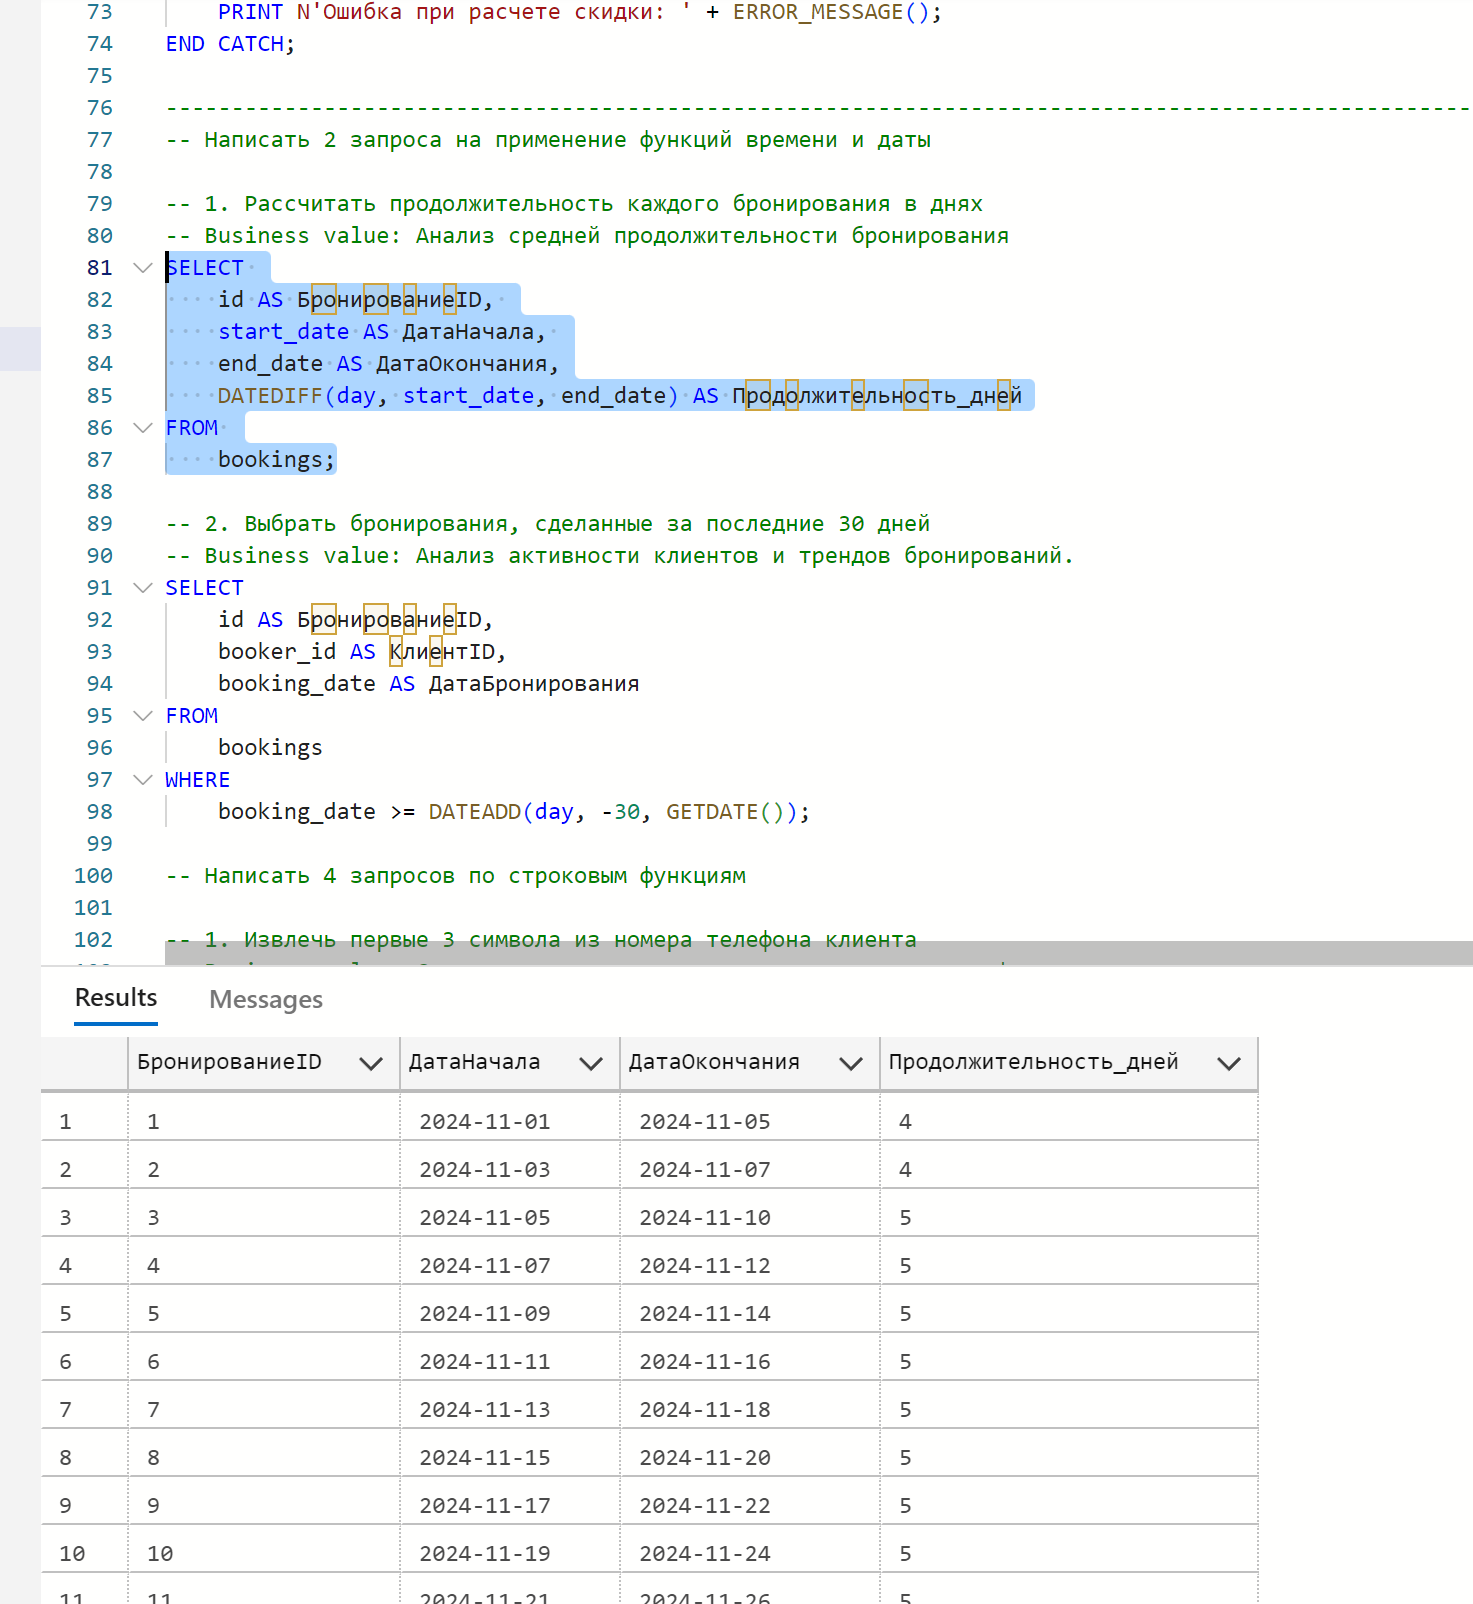 73 PRINT N'Ошибка при расчете скидки: ' + ERROR_MESSAGE();
74 END CATCH;
75
76 ----------------------------------------------------------------------------------------------------
77 -- Написать 2 запроса на применение функций времени и даты
78
79 -- 1. Рассчитать продолжительность каждого бронирования в днях
80 -- Business value: Анализ средней продолжительности бронирования
81 SELECT
82 id AS БронированиеID,
83 start_date AS ДатаНачала,
84 end_date AS ДатаОкончания,
85 DATEDIFF(day, start_date, end_date) AS Продолжительность_дней
86 FROM
87 bookings;
88
89 -- 2. Выбрать бронирования, сделанные за последние 30 дней
90 -- Business value: Анализ активности клиентов и трендов бронирований.
91 SELECT
92 id AS БронированиеID,
93 booker_id AS КлиентID,
94 booking_date AS ДатаБронирования
95 FROM
96 bookings
97 WHERE
98 booking_date >= DATEADD(day, -30, GETDATE());
99
100 -- Написать 4 запросов по строковым функциям
101
102 -- 1. Извлечь первые 3 символа из номера телефона клиента
Results Messages
БронированиеID ДатаНачала ДатаОкончания Продолжительность_дней
1 1 2024-11-01 2024-11-05 4
2 2 2024-11-03 2024-11-07 4
3 3 2024-11-05 2024-11-10 5
4 4 2024-11-07 2024-11-12 5
5 5 2024-11-09 2024-11-14 5
6 6 2024-11-11 2024-11-16 5
7 7 2024-11-13 2024-11-18 5
8 8 2024-11-15 2024-11-20 5
9 9 2024-11-17 2024-11-22 5
10 10 2024-11-19 2024-11-24 5
11 11 2024-11-21 2024-11-26 5